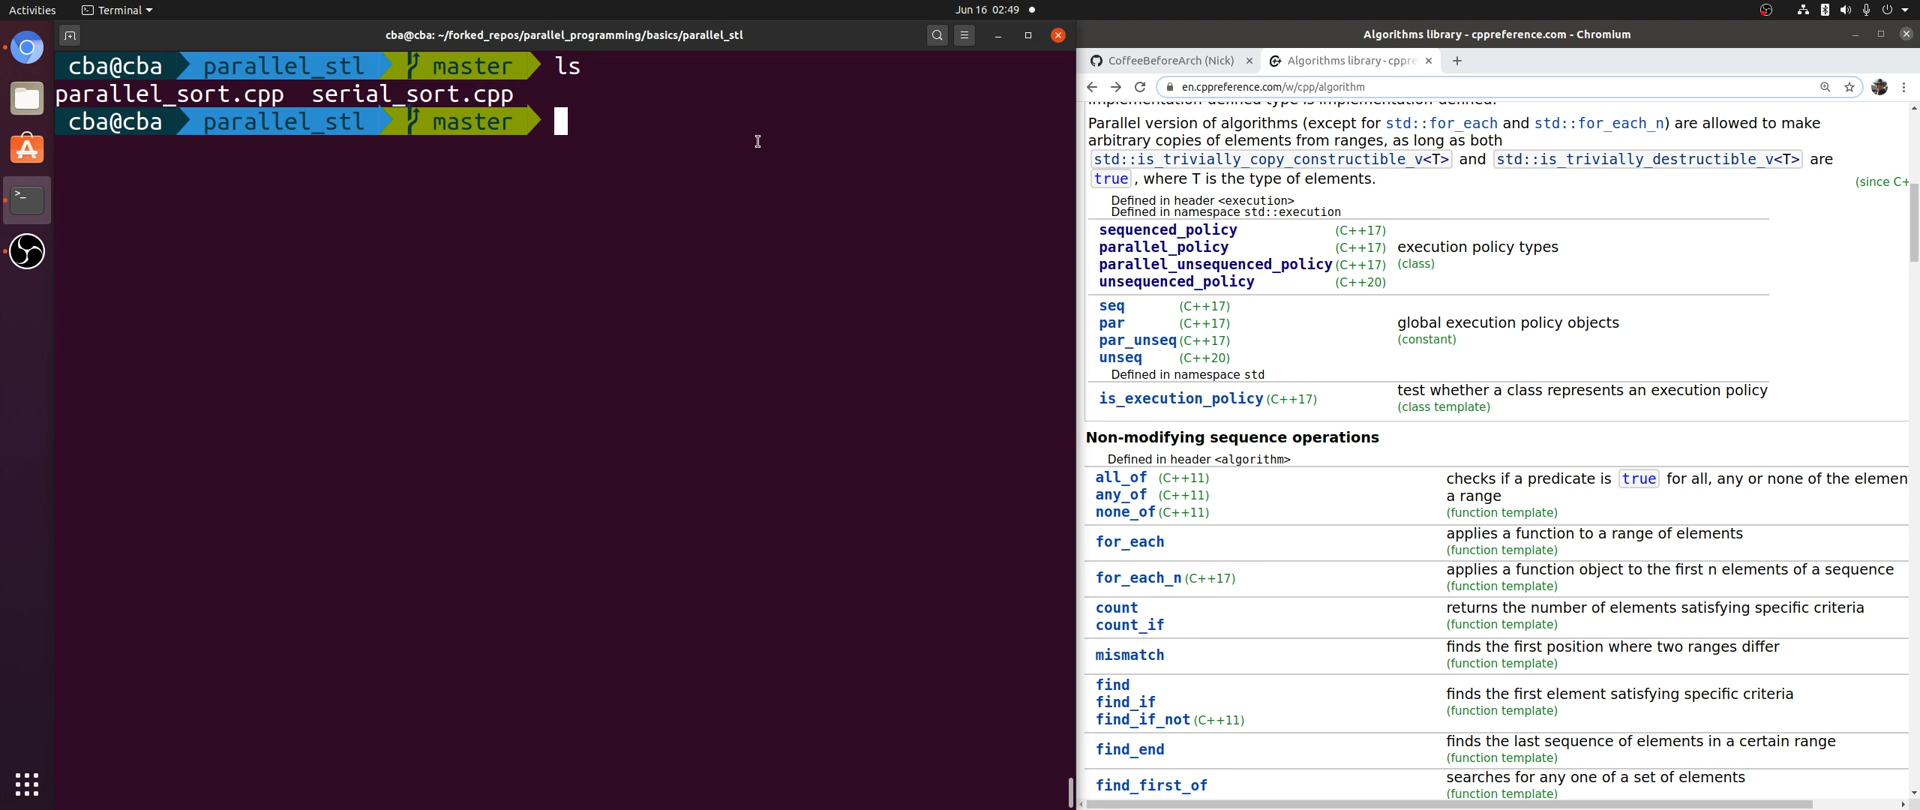 Activities
Terminal
Jun 16 02:49
cba@cba: ~/forked_repos/parallel_programming/basics/parallel_stl
cba@cba parallel_stl master ls
parallel_sort.cpp serial_sort.cpp
cba@cba parallel_stl master
Algorithms library - cppreference.com - Chromium
CoffeeBeforeArch (Nick)
Algorithms library - cppre
en.cppreference.com/w/cpp/algorithm
implementation-defined type is implementation-defined.
Parallel version of algorithms (except for std::for_each and std::for_each_n) are allowed to make
arbitrary copies of elements from ranges, as long as both
std::is_trivially_copy_constructible_v<T> and std::is_trivially_destructible_v<T> are
true, where T is the type of elements.
(since C+
Defined in header <execution>
Defined in namespace std::execution
sequenced_policy (C++17)
parallel_policy (C++17) execution policy types
parallel_unsequenced_policy (C++17) (class)
unsequenced_policy (C++20)
seq (C++17)
par (C++17) global execution policy objects
par_unseq (C++17) (constant)
unseq (C++20)
Defined in namespace std
is_execution_policy (C++17) test whether a class represents an execution policy
(class template)
Non-modifying sequence operations
Defined in header <algorithm>
all_of (C++11) checks if a predicate is true for all, any or none of the elemen
any_of (C++11) a range
none_of (C++11) (function template)
for_each applies a function to a range of elements
(function template)
for_each_n (C++17) applies a function object to the first n elements of a sequence
(function template)
count returns the number of elements satisfying specific criteria
count_if (function template)
mismatch finds the first position where two ranges differ
(function template)
find
find_if finds the first element satisfying specific criteria
find_if_not (C++11) (function template)
find_end finds the last sequence of elements in a certain range
(function template)
find_first_of searches for any one of a set of elements
(function template)